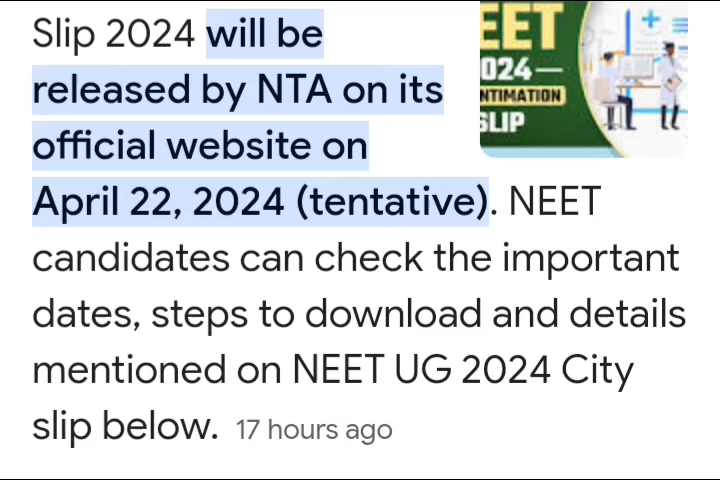 Slip 2024 will be
released by NTA on its
official website on
April 22, 2024 (tentative). NEET
candidates can check the important
dates, steps to download and details
mentioned on NEET UG 2024 City
slip below. 17 hours ago
EET
024—
NTIMATION
SLIP